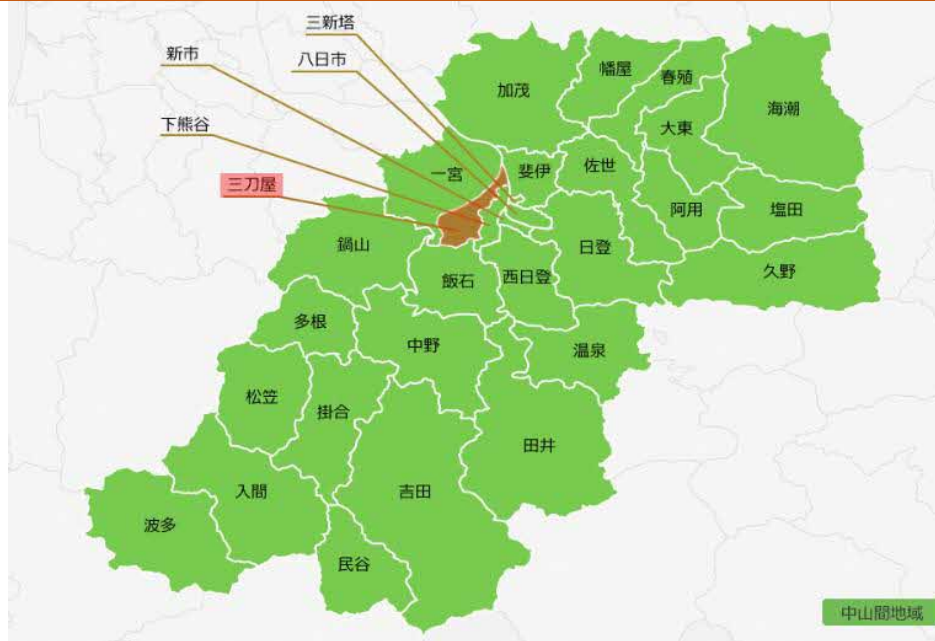 三新塔
新市
八日市
下熊谷
三刀屋
加茂
幡屋
春殖
海潮
大東
一宮
斐伊
佐世
阿用
塩田
鍋山
日登
飯石
西日登
久野
多根
中野
温泉
松笠
掛合
田井
入間
吉田
波多
民谷
中山間地域